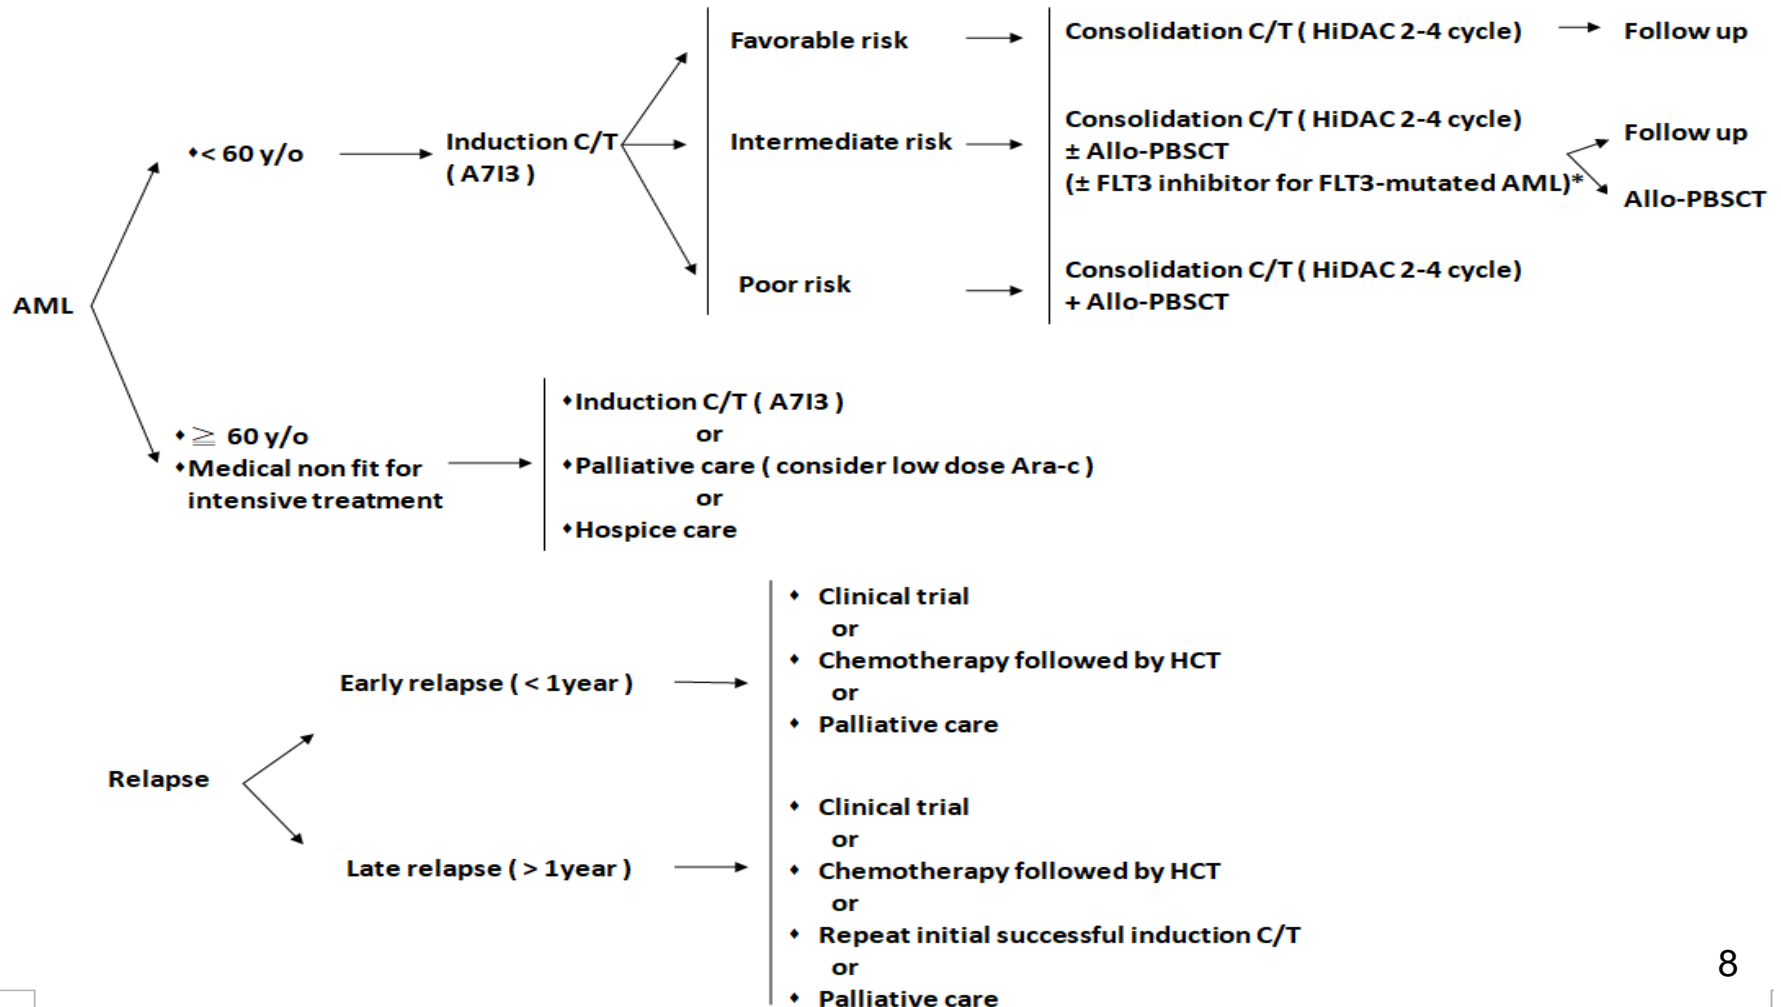 AML
♦< 60 y/o
Induction C/T
( A7I3 )
Favorable risk
Consolidation C/T ( HiDAC 2-4 cycle)
Follow up
Intermediate risk
Consolidation C/T ( HiDAC 2-4 cycle)
± Allo-PBSCT
(± FLT3 inhibitor for FLT3-mutated AML)*
Follow up
Allo-PBSCT
Poor risk
Consolidation C/T ( HiDAC 2-4 cycle)
+ Allo-PBSCT
♦ ≧ 60 y/o
♦Medical non fit for
intensive treatment
♦Induction C/T ( A7I3 )
or
♦Palliative care ( consider low dose Ara-c )
or
♦Hospice care
Relapse
Early relapse ( < 1year )
♦ Clinical trial
or
♦ Chemotherapy followed by HCT
or
♦ Palliative care
Late relapse ( > 1year )
♦ Clinical trial
or
♦ Chemotherapy followed by HCT
or
♦ Repeat initial successful induction C/T
or
♦ Palliative care
8